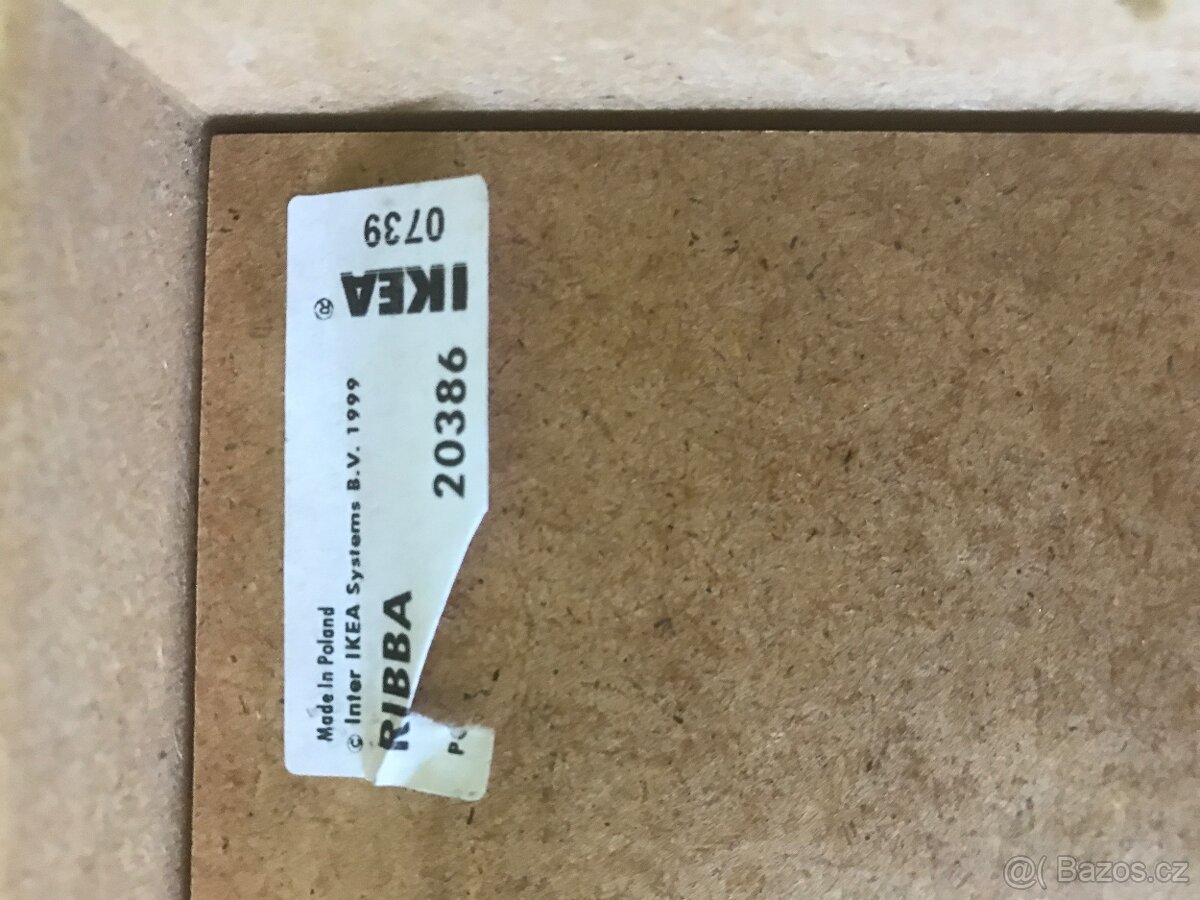 Made In Poland
© Inter IKEA Systems B.V. 1999
RIBBA
20386
IKEA®
0739
@( Bazos.cz